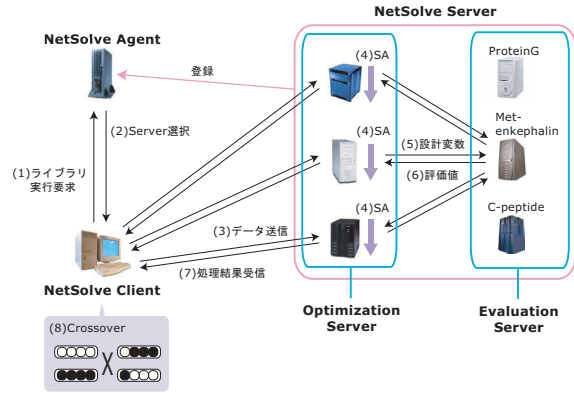 NetSolve Server
NetSolve Agent
登録
(4)SA
ProteinG
(2)Server選択
(4)SA
Met-
enkephalin
(5)設計変数
(1)ライブラリ
実行要求
(6)評価値
(4)SA
C-peptide
(3)データ送信
(7)処理結果受信
NetSolve Client
Optimization
Server
Evaluation
Server
(8)Crossover